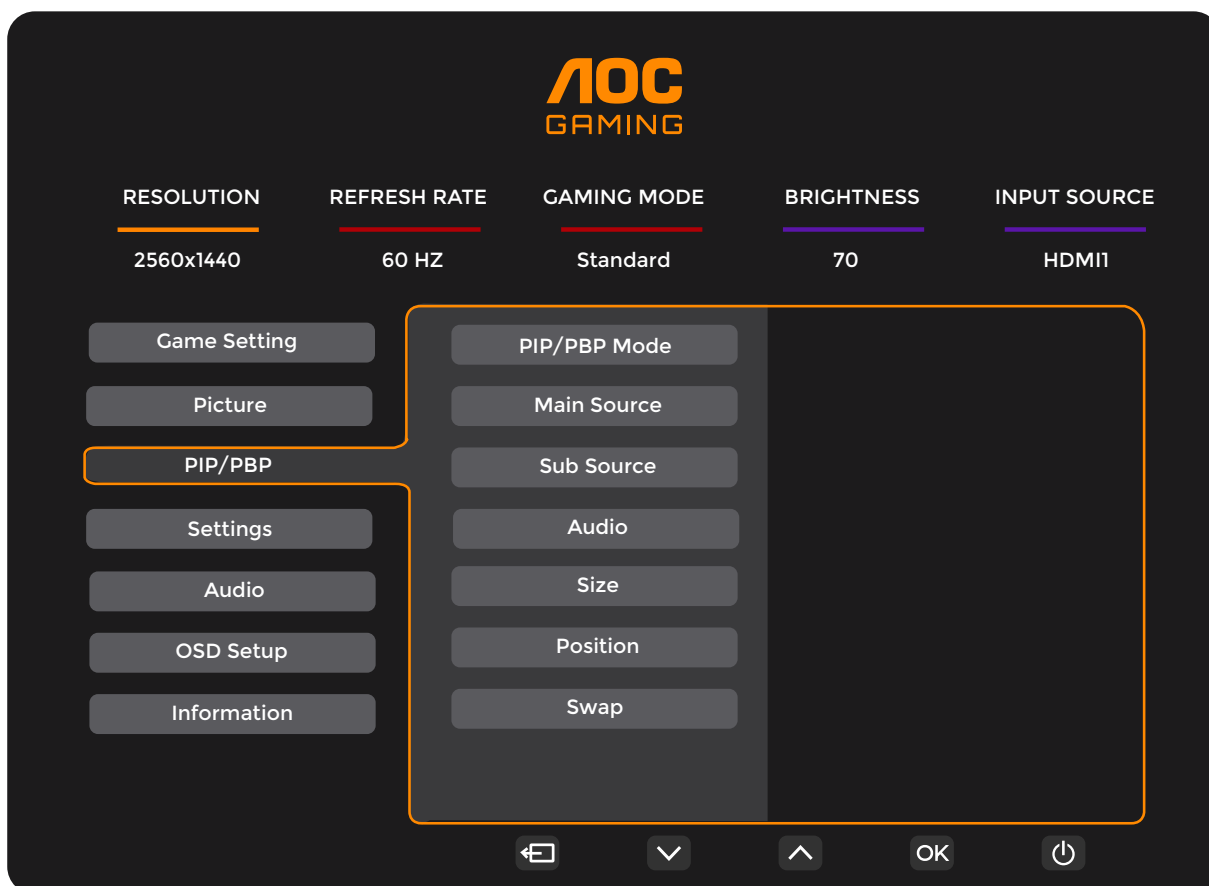 AOC
GAMING
RESOLUTION REFRESH RATE GAMING MODE BRIGHTNESS INPUT SOURCE
2560x1440 60 HZ Standard 70 HDMI1
Game Setting
Picture
PIP/PBP
Settings
Audio
OSD Setup
Information
PIP/PBP Mode
Main Source
Sub Source
Audio
Size
Position
Swap
OK